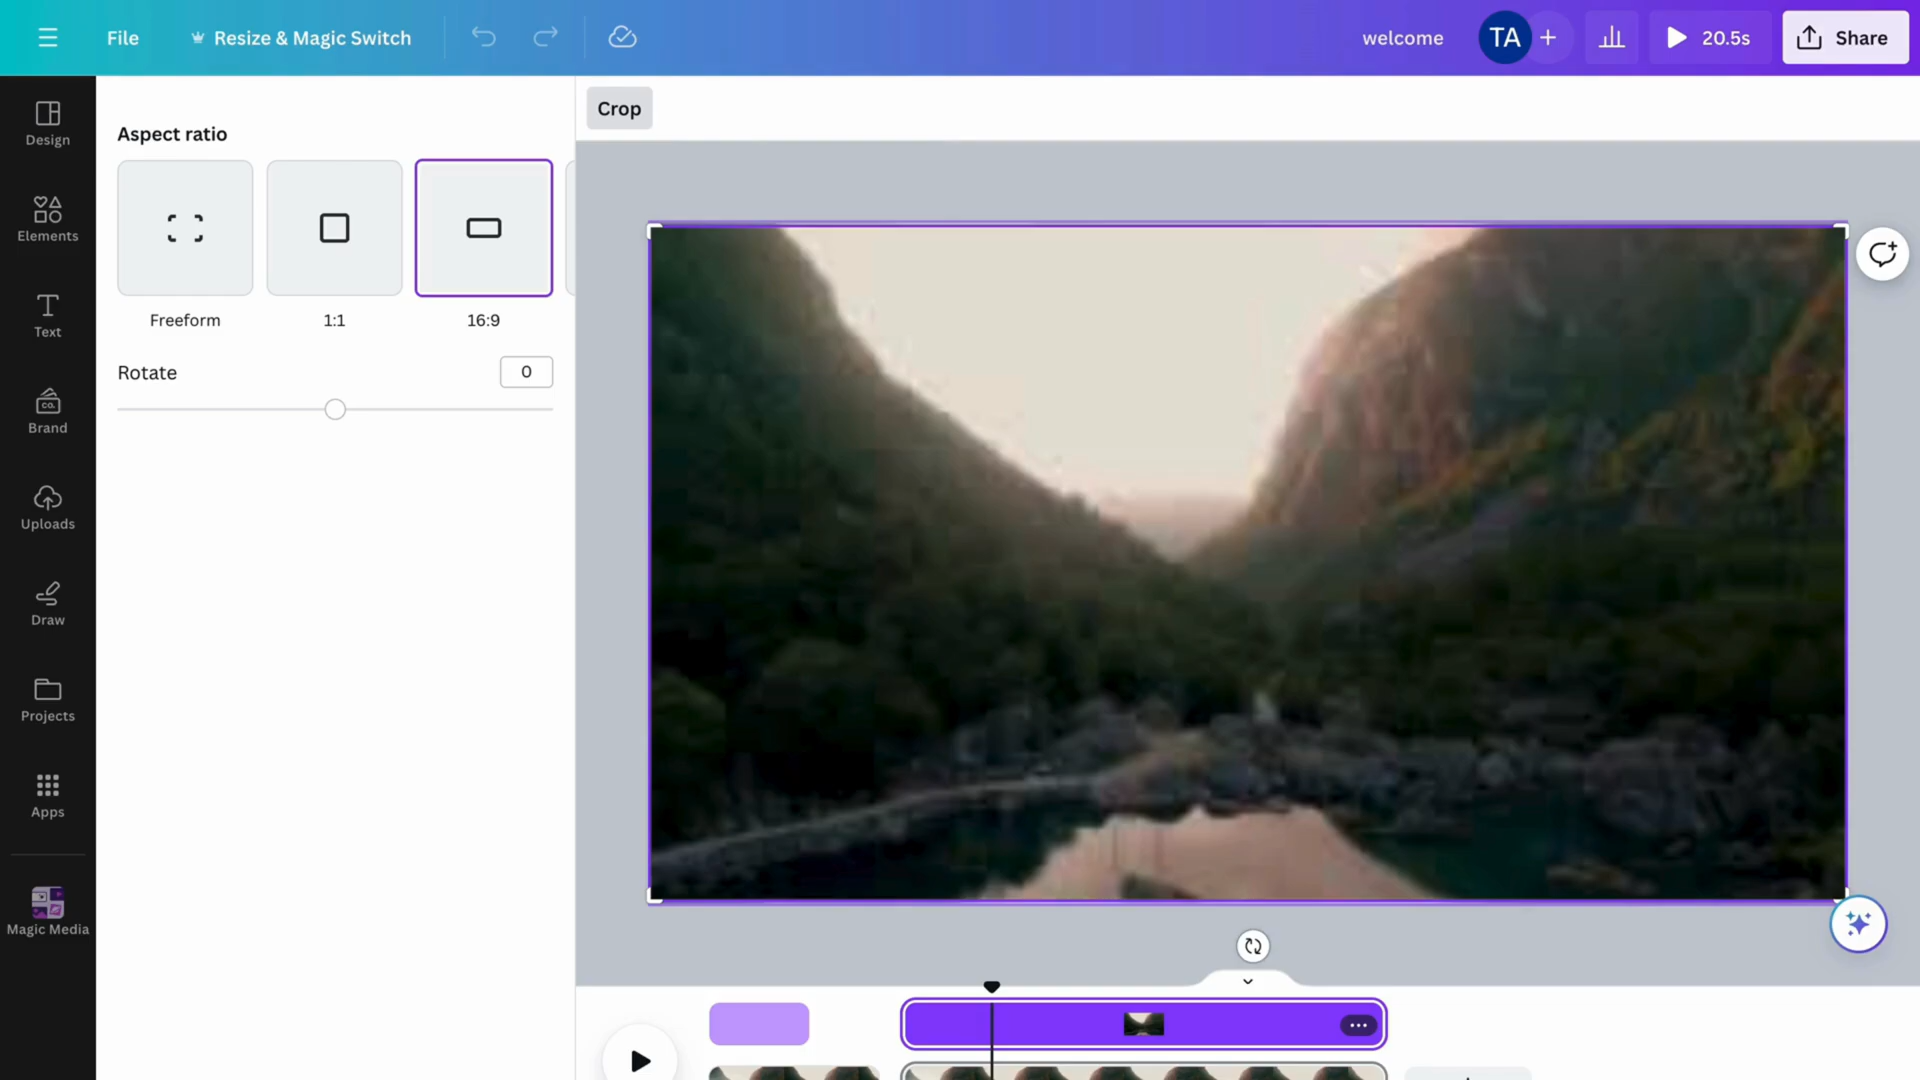 File
Resize & Magic Switch
welcome
TA
20.5s
Share
Design
Elements
Text
Brand
CO.
Uploads
Draw
Projects
Apps
Magic Media
Aspect ratio
Freeform
1:1
16:9
Rotate
0
Crop